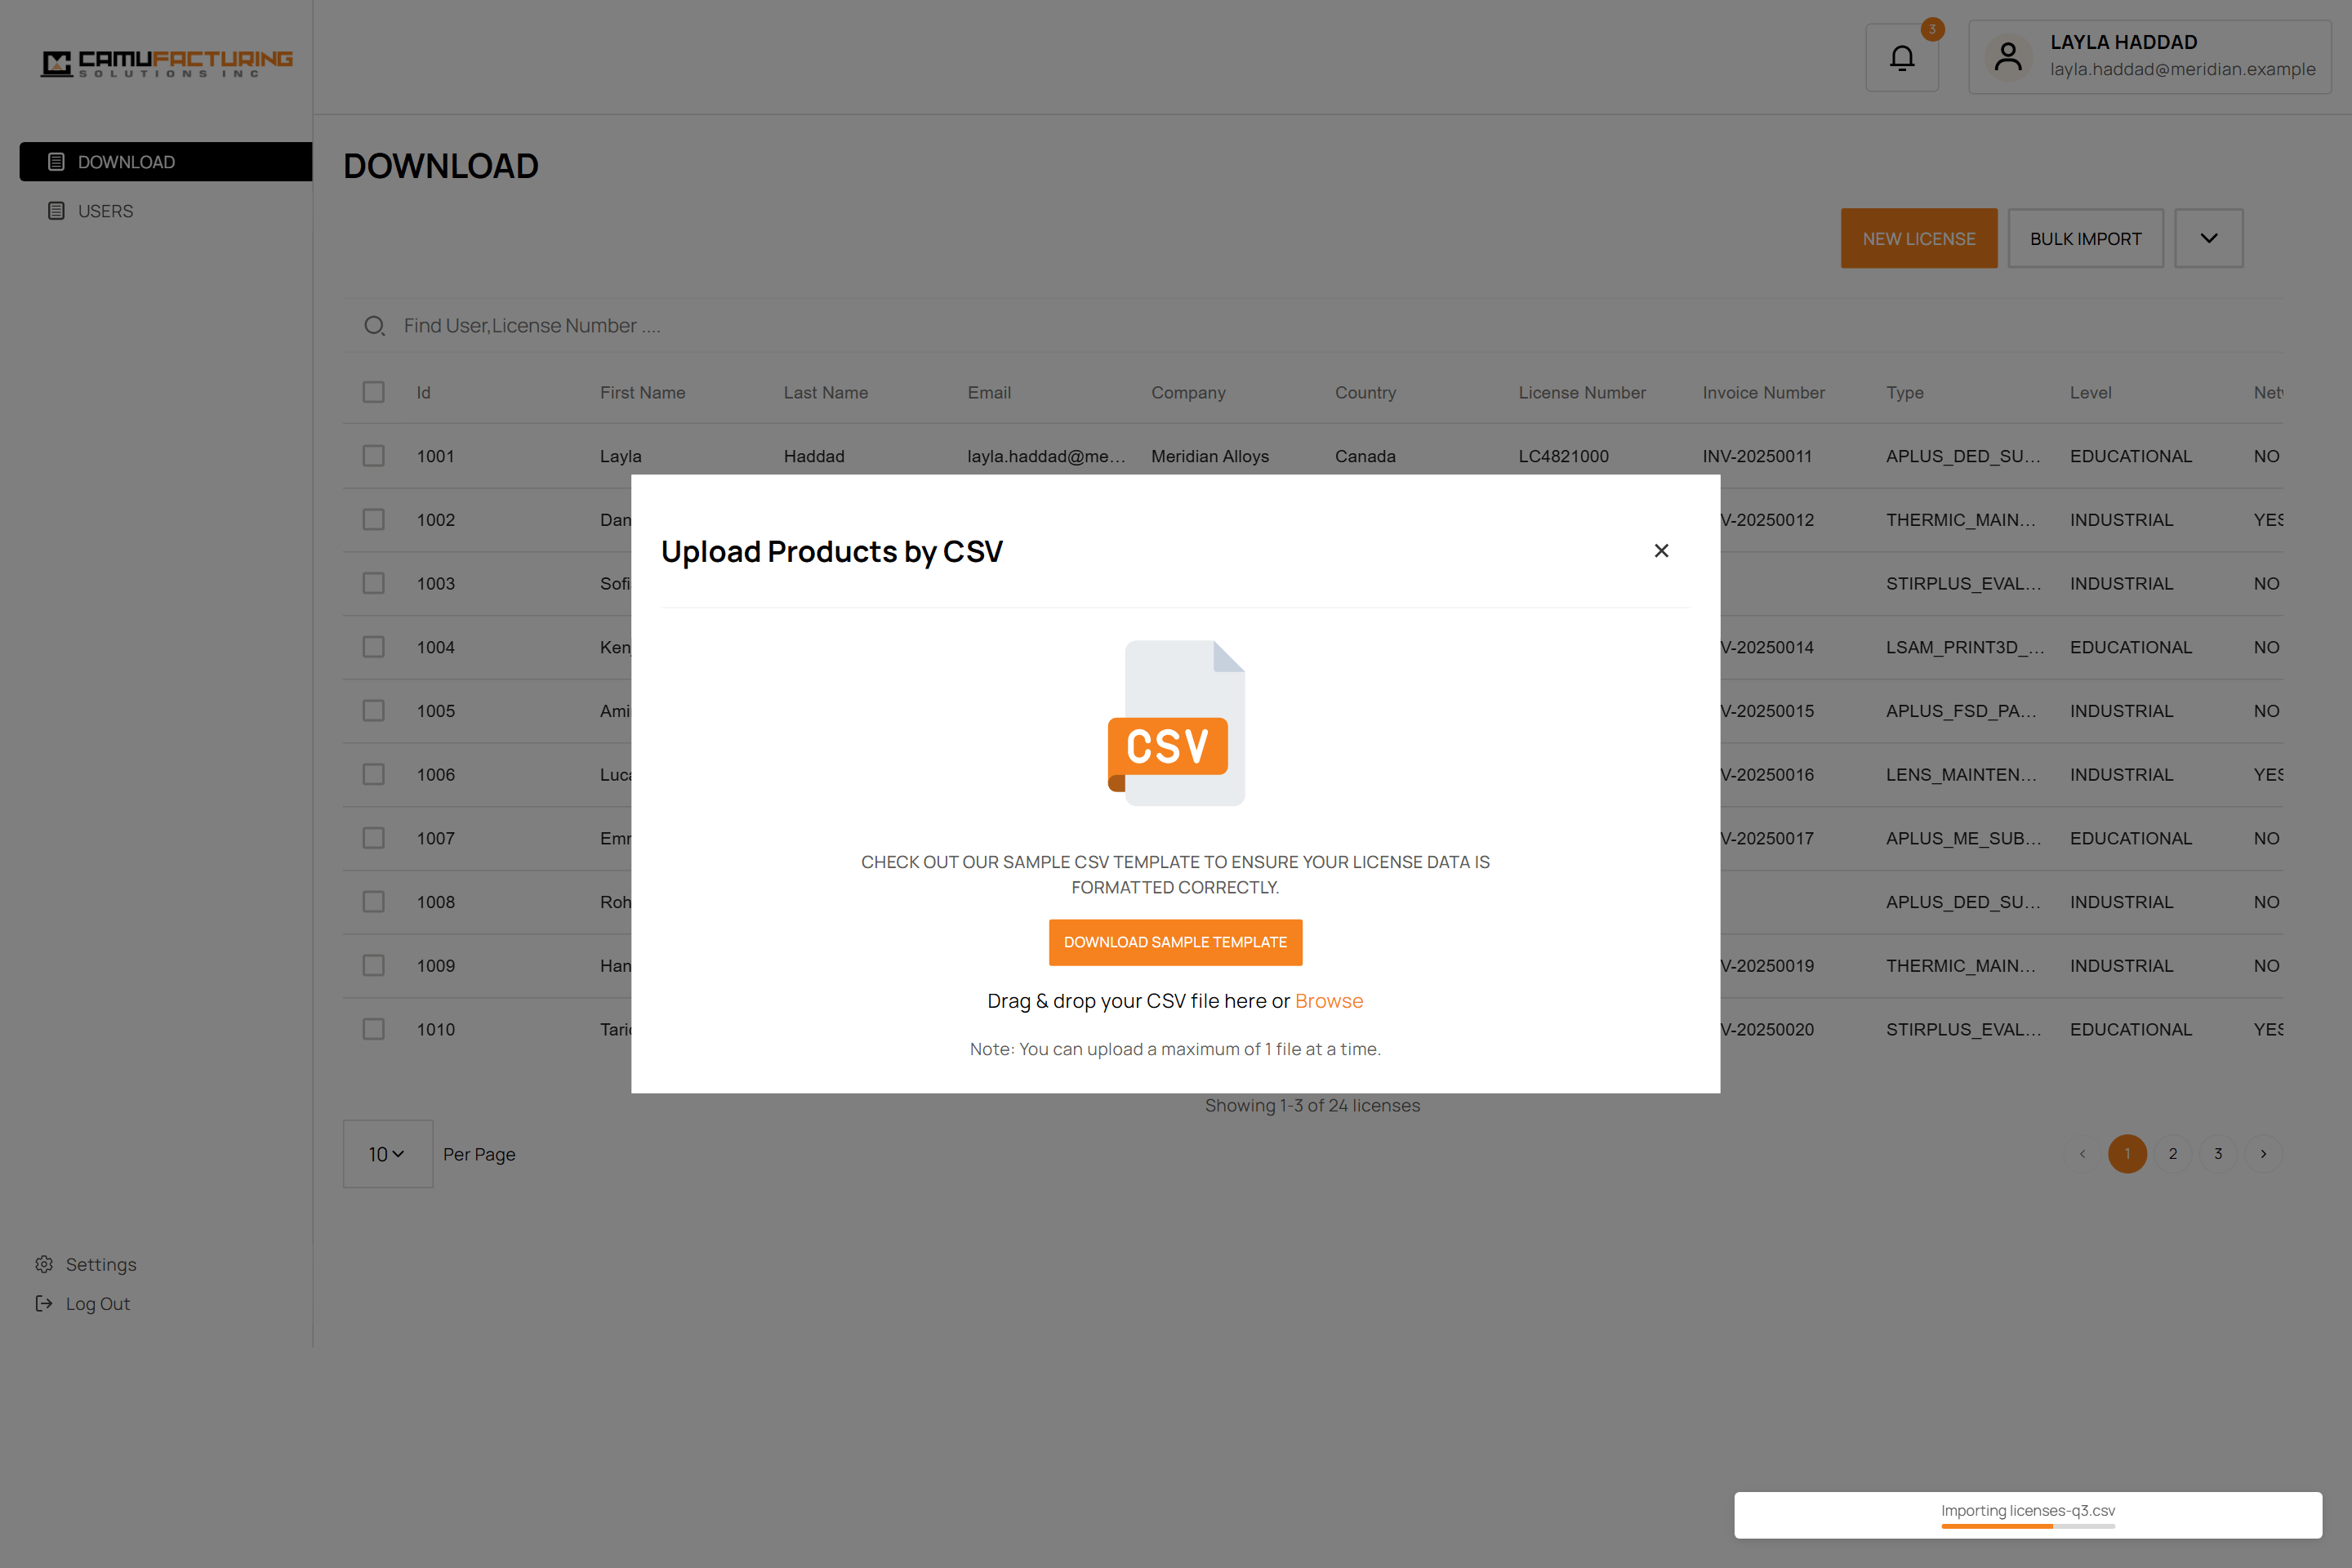 CAMUFACTURING
SOLUTIONS INC
3
LAYLA HADDAD
layla.haddad@meridian.example
DOWNLOAD
USERS
DOWNLOAD
NEW LICENSE
BULK IMPORT
Find User,License Number ....
Id First Name Last Name Email Company Country License Number Invoice Number Type Level
1001 Layla Haddad layla.haddad@me... Meridian Alloys Canada LC4821000 INV-20250011 APLUS_DED_SU... EDUCATIONAL NO
1002 V-20250012 THERMIC_MAIN... INDUSTRIAL YES
1003 STIRPLUS_EVAL... INDUSTRIAL NO
1004 V-20250014 LSAM_PRINT3D_... EDUCATIONAL NO
1005 V-20250015 APLUS_FSD_PA... INDUSTRIAL NO
1006 V-20250016 LENS_MAINTEN... INDUSTRIAL YES
1007 V-20250017 APLUS_ME_SUB... EDUCATIONAL NO
1008 APLUS_DED_SU... INDUSTRIAL NO
1009 V-20250019 THERMIC_MAIN... INDUSTRIAL NO
1010 V-20250020 STIRPLUS_EVAL... EDUCATIONAL YES
Upload Products by CSV
CSV
CHECK OUT OUR SAMPLE CSV TEMPLATE TO ENSURE YOUR LICENSE DATA IS
FORMATTED CORRECTLY.
DOWNLOAD SAMPLE TEMPLATE
Drag & drop your CSV file here or Browse
Note: You can upload a maximum of 1 file at a time.
Showing 1-3 of 24 licenses
10 Per Page
1 2 3
Settings
Log Out
Importing licenses-q3.csv